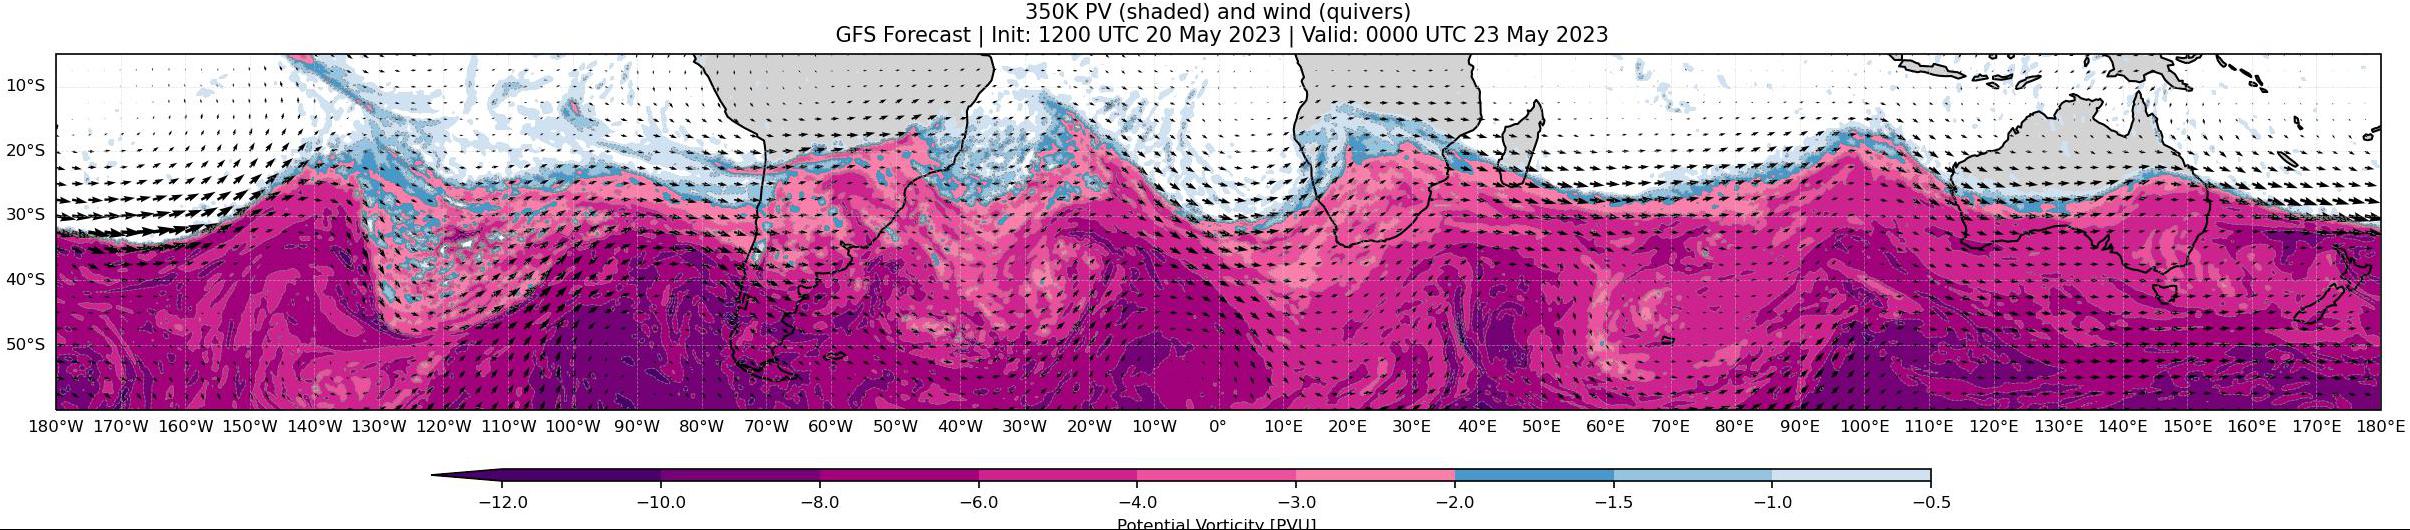 350K PV (shaded) and wind (quivers)
GFS Forecast | Init: 1200 UTC 20 May 2023 | Valid: 0000 UTC 23 May 2023
10°S
20°S
30°S
40°S
50°S
180°W 170°W 160°W 150°W 140°W 130°W 120°W 110°W 100°W 90°W 80°W 70°W 60°W 50°W 40°W 30°W 20°W 10°W 0° 10°E 20°E 30°E 40°E 50°E 60°E 70°E 80°E 90°E 100°E 110°E 120°E 130°E 140°E 150°E 160°E 170°E 180°E
−12.0 −10.0 −8.0 −6.0 −4.0 −3.0 −2.0 −1.5 −1.0 −0.5
Potential Vorticity [PVU]